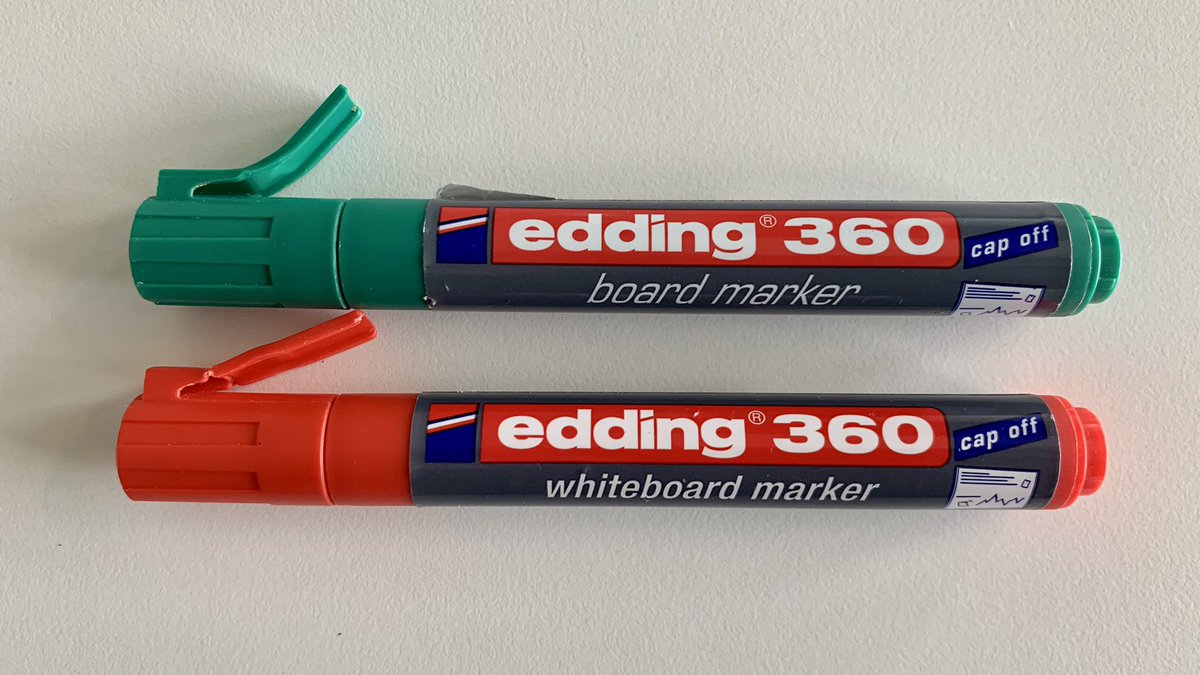 edding® 360 cap off
board marker
edding® 360 cap off
whiteboard marker